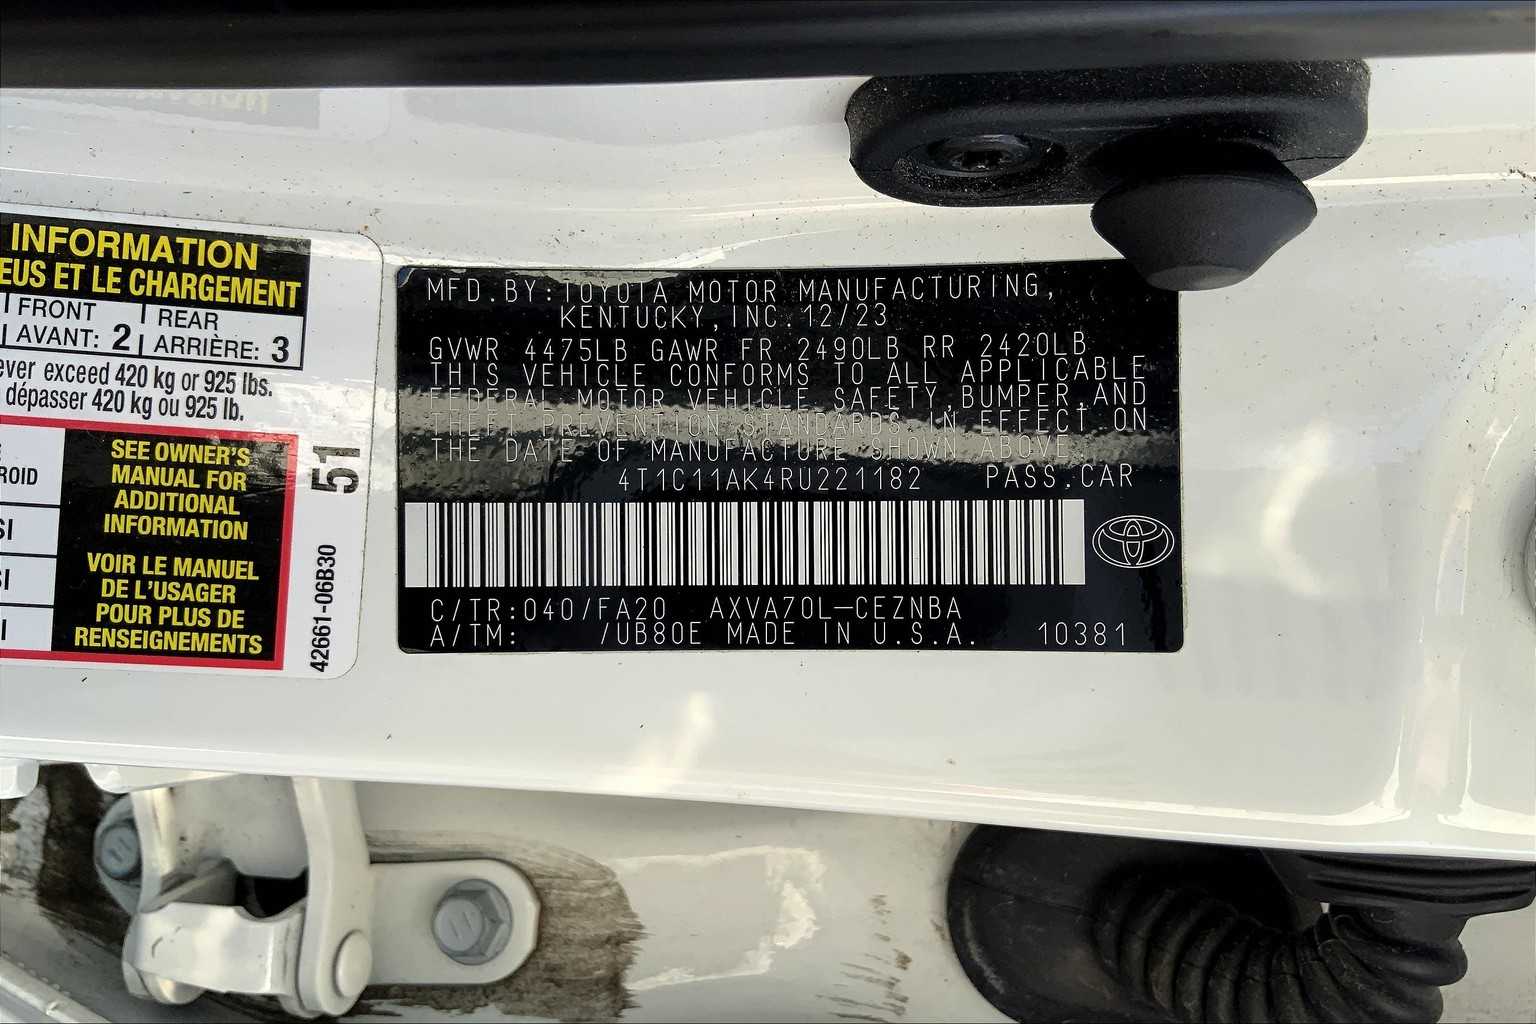 INFORMATION
EUS ET LE CHARGEMENT
FRONT
AVANT: 2
REAR
ARRIÈRE: 3
ever exceed 420 kg or 925 lbs.
dépasser 420 kg ou 925 lb.
ROID
SI
SI
I
SEE OWNER'S
MANUAL FOR
ADDITIONAL
INFORMATION
VOIR LE MANUEL
DE L'USAGER
POUR PLUS DE
RENSEIGNEMENTS
51
42661-06B30
MFD.BY:TOYOTA MOTOR MANUFACTURING,
KENTUCKY,INC.12/23
GVWR 4475LB GAWR FR 2490LB RR 2420LB
THIS VEHICLE CONFORMS TO ALL APPLICABLE
FEDERAL MOTOR VEHICLE SAFETY,BUMPER,AND
THEFT PREVENTION STANDARDS IN EFFECT ON
THE DATE OF MANUFACTURE SHOWN ABOVE.
4T1C11AK4RU221182 PASS.CAR
C/TR:040/FA20 AXVA70L-CEZNBA
A/TM: /UB80E MADE IN U.S.A. 10381